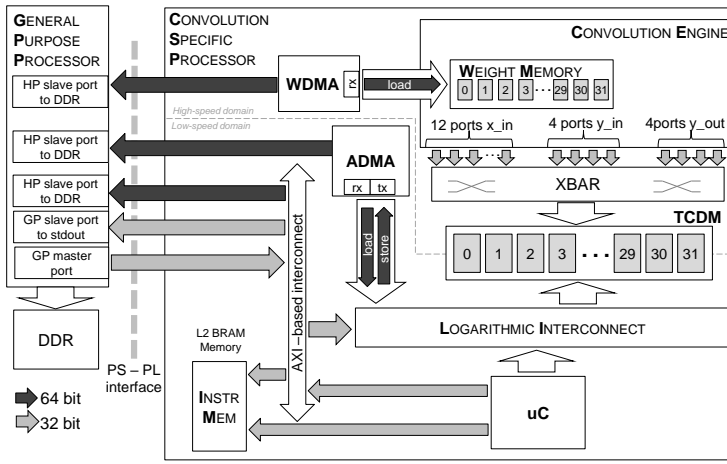 GENERAL
PURPOSE
PROCESSOR
HP slave port
to DDR
HP slave port
to DDR
HP slave port
to DDR
GP slave port
to stdout
GP master
port
DDR
64 bit
32 bit
PS – PL
interface
CONVOLUTION
SPECIFIC
PROCESSOR
WDMA
rx
load
High-speed domain
Low-speed domain
ADMA
rx tx
load
store
AXI–based interconnect
L2 BRAM
Memory
INSTR
MEM
CONVOLUTION ENGINE
WEIGHT MEMORY
0 1 2 3 ··· 29 30 31
12 ports x_in 4 ports y_in 4ports y_out
XBAR
TCDM
0 1 2 3 ··· 29 30 31
LOGARITHMIC INTERCONNECT
uC